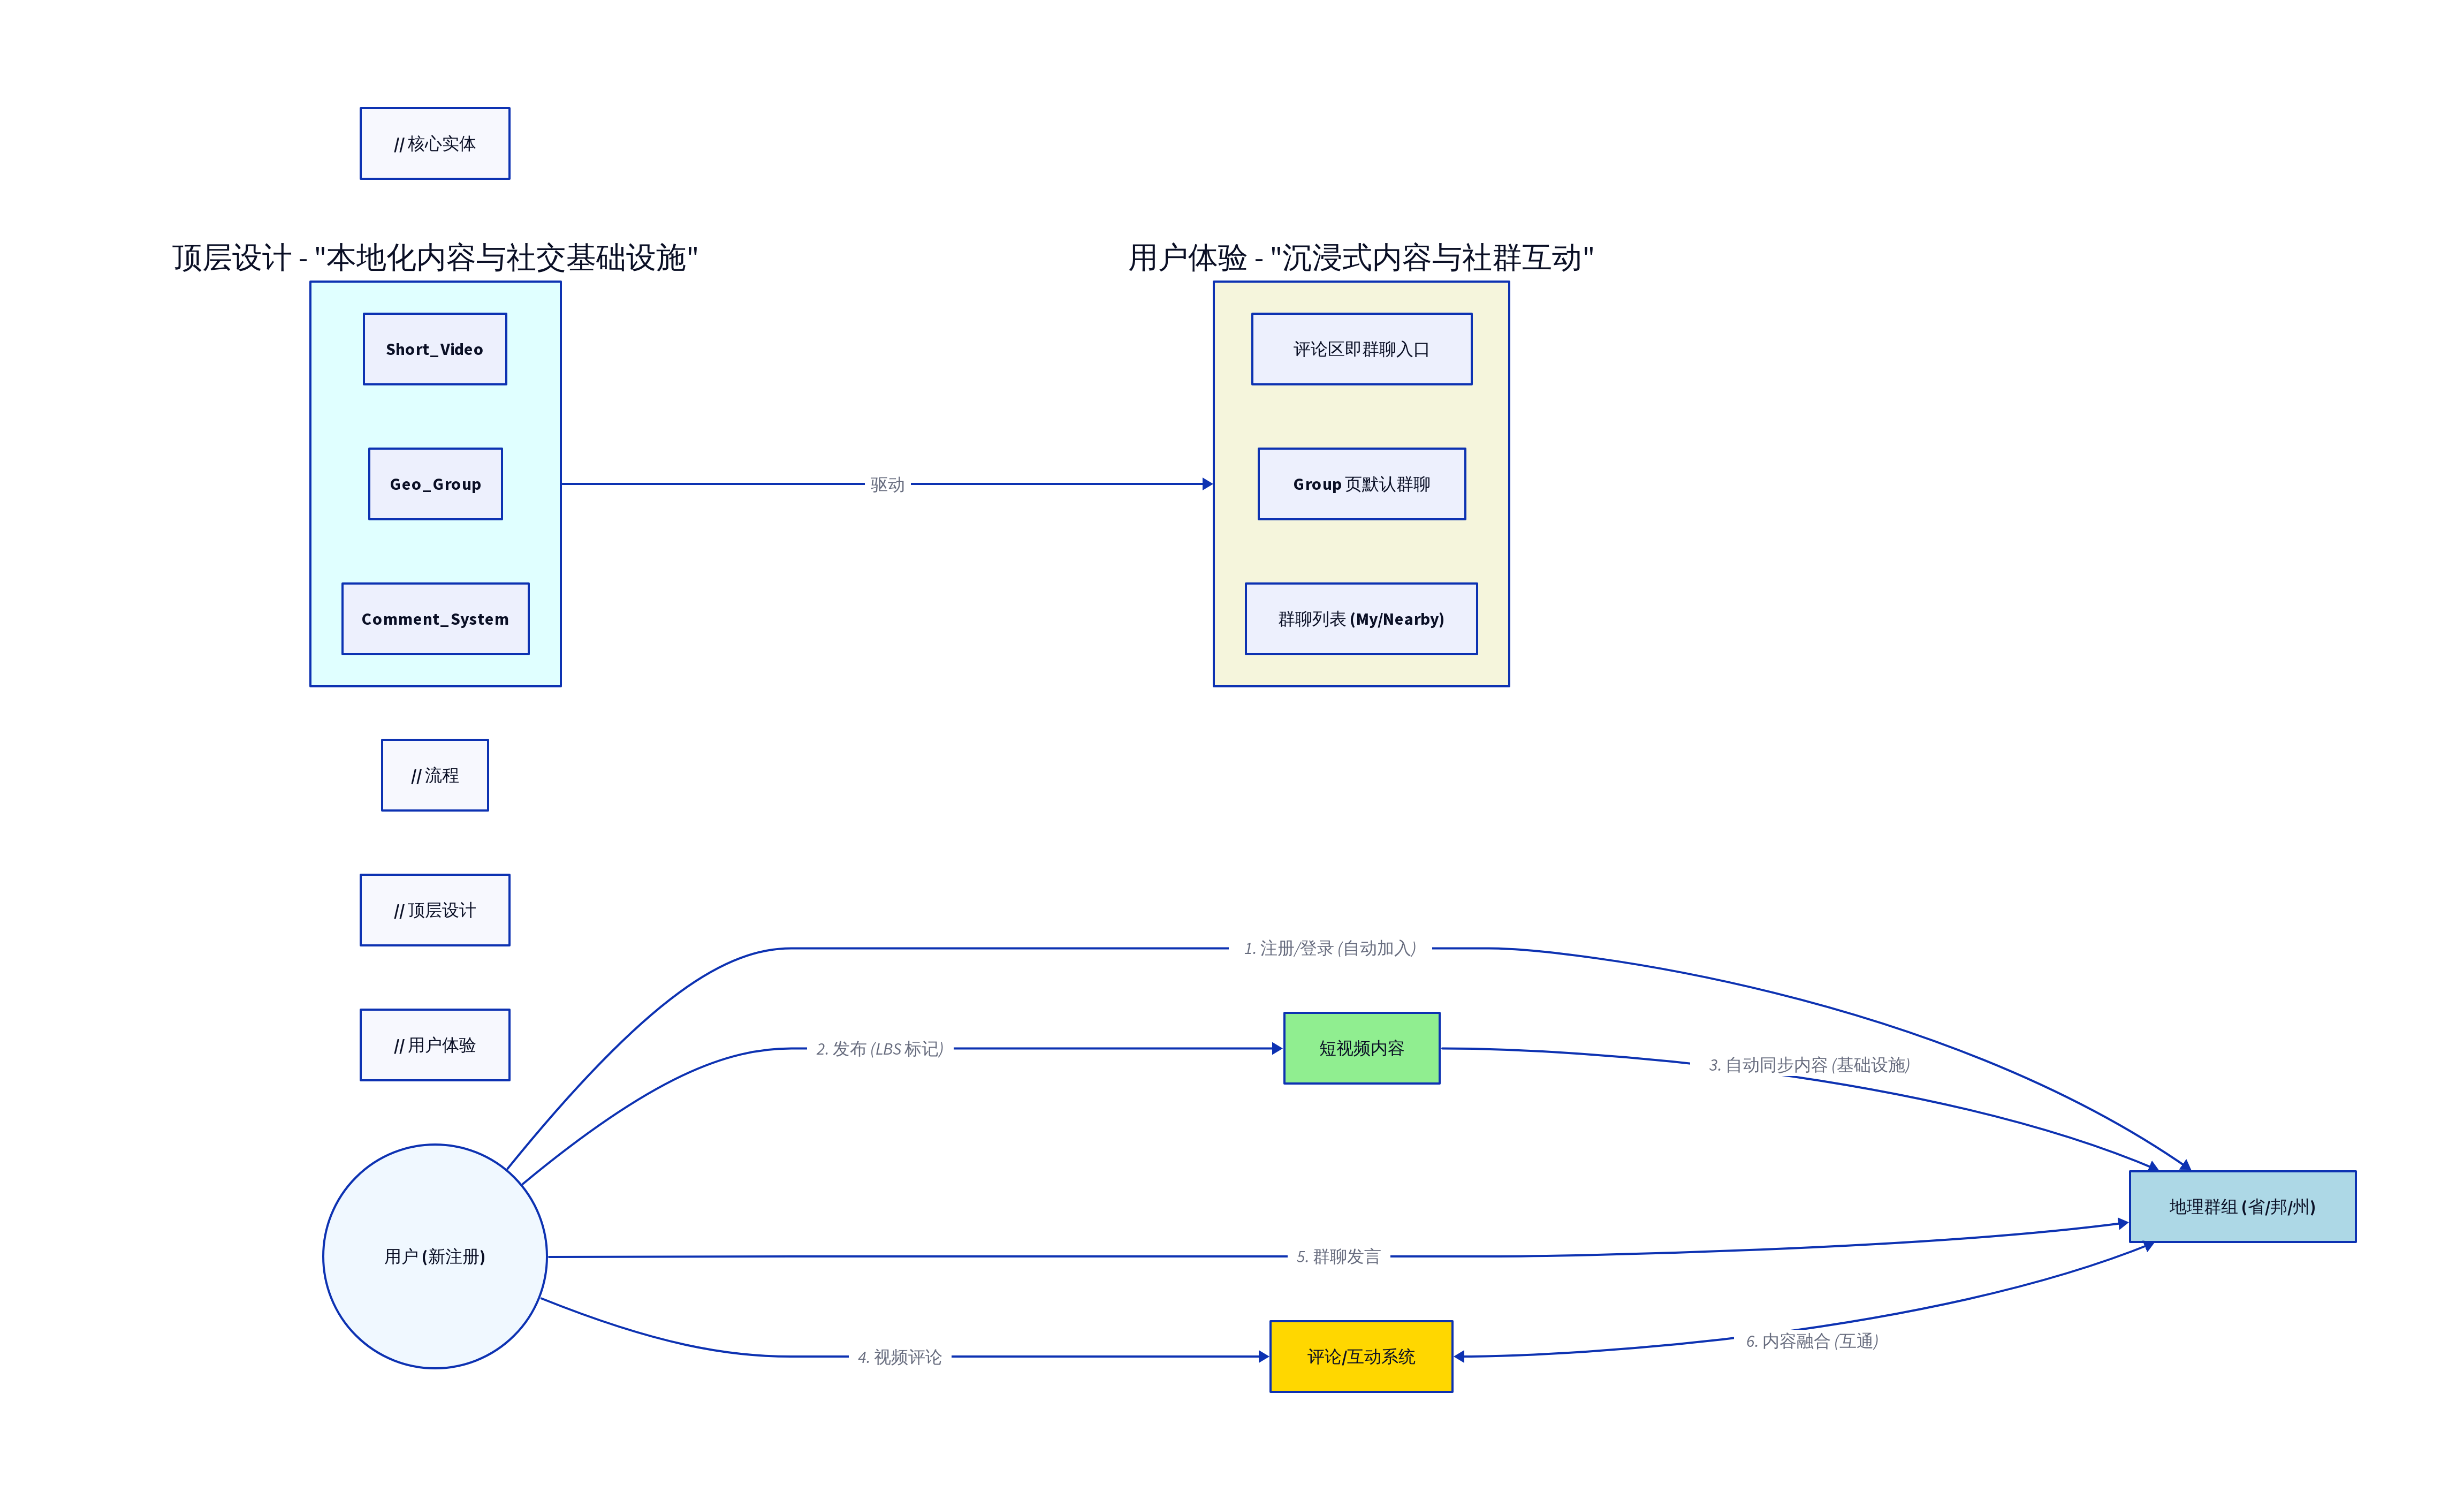 // 核心实体
顶层设计 - "本地化内容与社交基础设施"
用户体验 - "沉浸式内容与社群互动"
Short_Video
评论区即群聊入口
Geo_Group
驱动
Group 页默认群聊
Comment_System
群聊列表 (My/Nearby)
// 流程
// 顶层设计
1. 注册/登录 (自动加入)
// 用户体验
2. 发布 (LBS 标记)
短视频内容
3. 自动同步内容 (基础设施)
地理群组 (省/邦/州)
用户 (新注册)
5. 群聊发言
4. 视频评论
评论/互动系统
6. 内容融合 (互通)